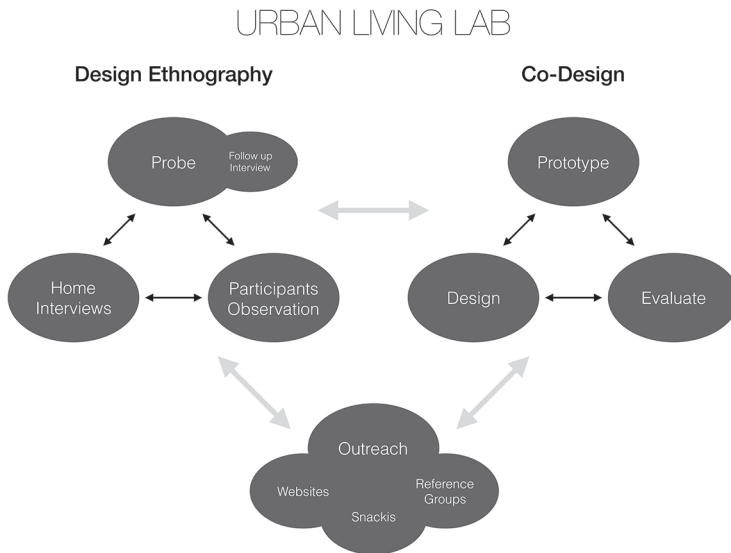 URBAN LIVING LAB
Design Ethnography
Co-Design
Probe
Follow up
Interview
Prototype
Home
Interviews
Participants
Observation
Design
Evaluate
Outreach
Websites
Reference
Groups
Snackis